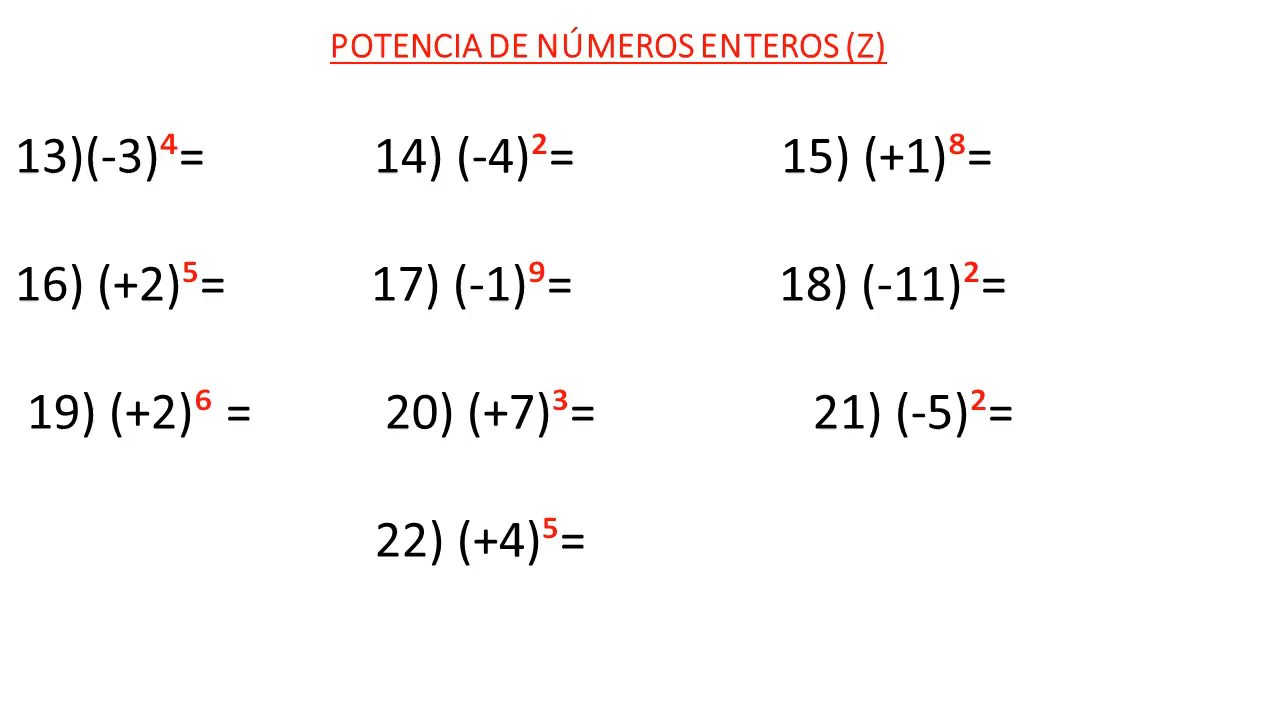 POTENCIA DE NÚMEROS ENTEROS (Z)
13)(-3)⁴= 14) (-4)²= 15) (+1)⁸=
16) (+2)⁵= 17) (-1)⁹= 18) (-11)²=
19) (+2)⁶ = 20) (+7)³= 21) (-5)²=
22) (+4)⁵=